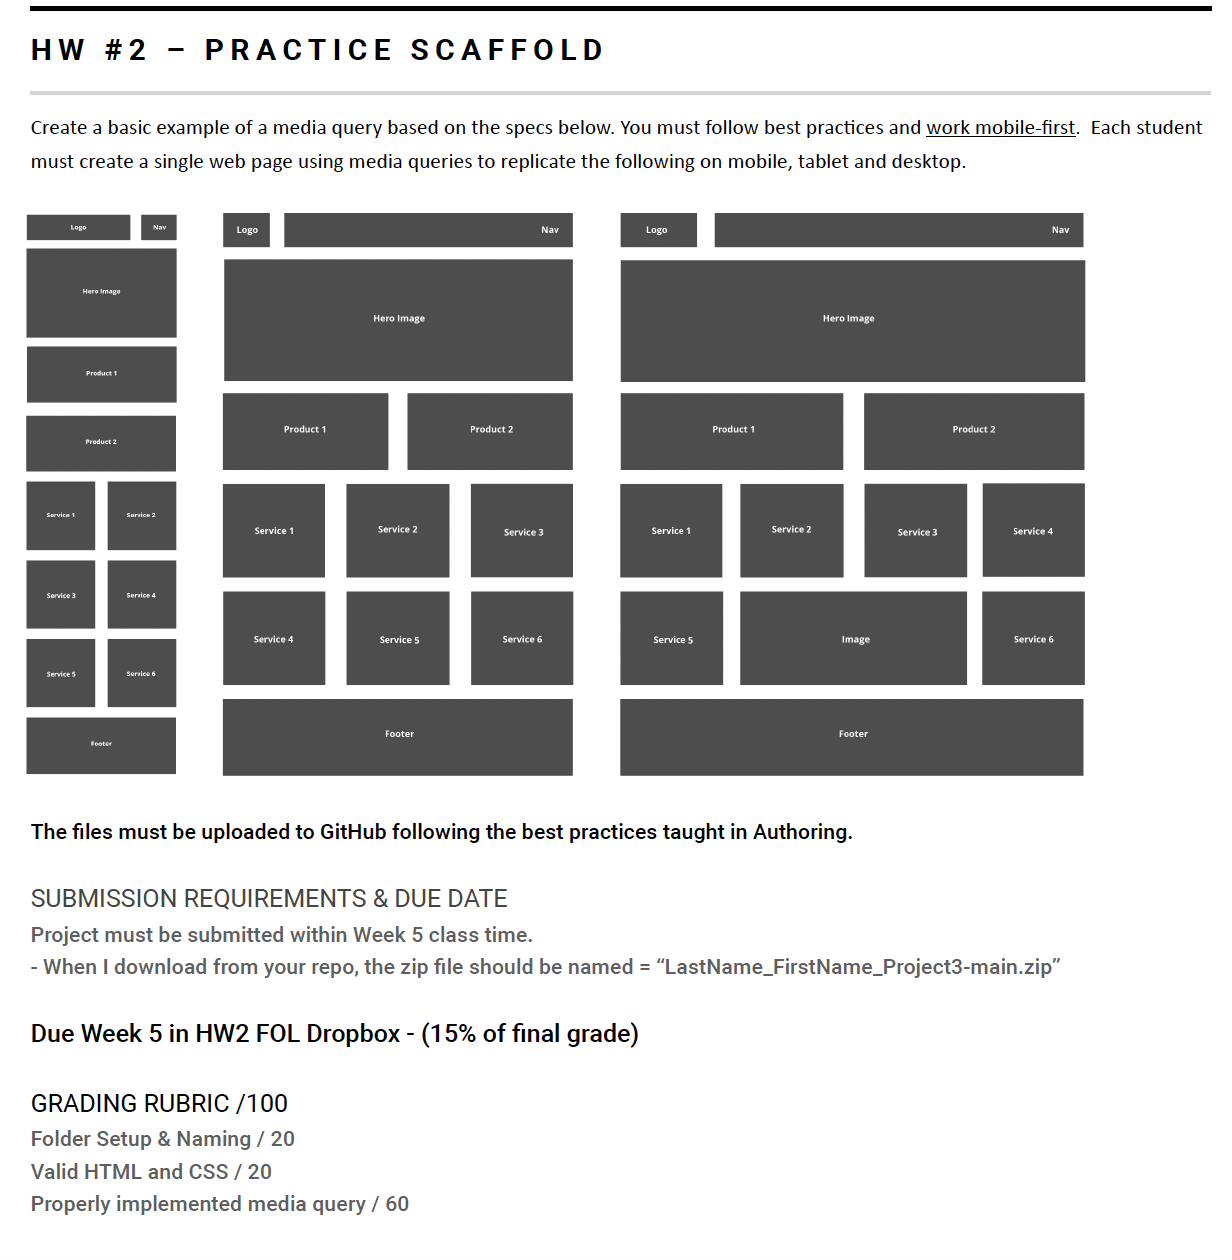 HW #2 – PRACTICE SCAFFOLD
Create a basic example of a media query based on the specs below. You must follow best practices and work mobile-first.  Each student
must create a single web page using media queries to replicate the following on mobile, tablet and desktop.
Logo
Nav
Hero Image
Product 1
Product 2
Service 1
Service 2
Service 3
Service 4
Service 5
Service 6
Footer
Logo
Nav
Hero Image
Product 1
Product 2
Service 1
Service 2
Service 3
Service 4
Service 5
Service 6
Footer
Logo
Nav
Hero Image
Product 1
Product 2
Service 1
Service 2
Service 3
Service 4
Service 5
Image
Service 6
Footer
The files must be uploaded to GitHub following the best practices taught in Authoring.
SUBMISSION REQUIREMENTS & DUE DATE
Project must be submitted within Week 5 class time.
- When I download from your repo, the zip file should be named = “LastName_FirstName_Project3-main.zip”
Due Week 5 in HW2 FOL Dropbox - (15% of final grade)
GRADING RUBRIC /100
Folder Setup & Naming / 20
Valid HTML and CSS / 20
Properly implemented media query / 60